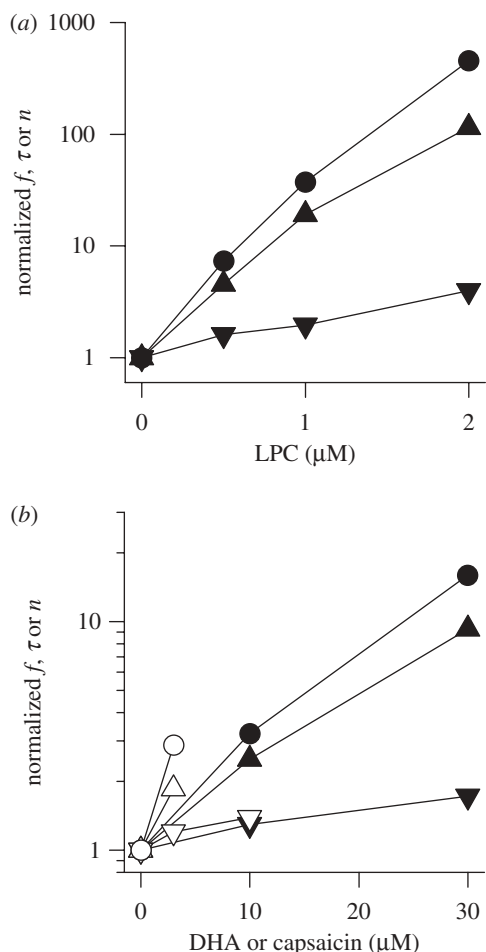 (a)
1000
100
10
1
normalized f, τ or n
0 1 2
LPC (μM)
(b)
10
1
normalized f, τ or n
0 10 20 30
DHA or capsaicin (μM)